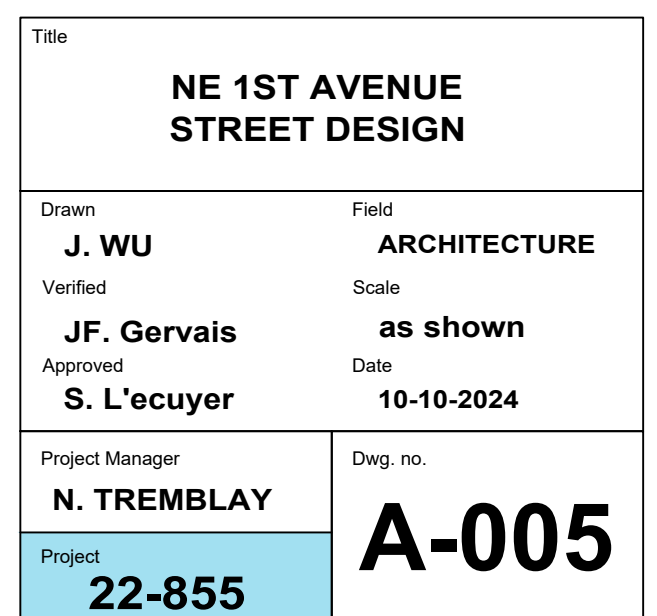 Title
NE 1ST AVENUE
STREET DESIGN
Drawn
J. WU
Field
ARCHITECTURE
Verified
JF. Gervais
Scale
as shown
Approved
S. L'ecuyer
Date
10-10-2024
Project Manager
N. TREMBLAY
Dwg. no.
A-005
Project
22-855